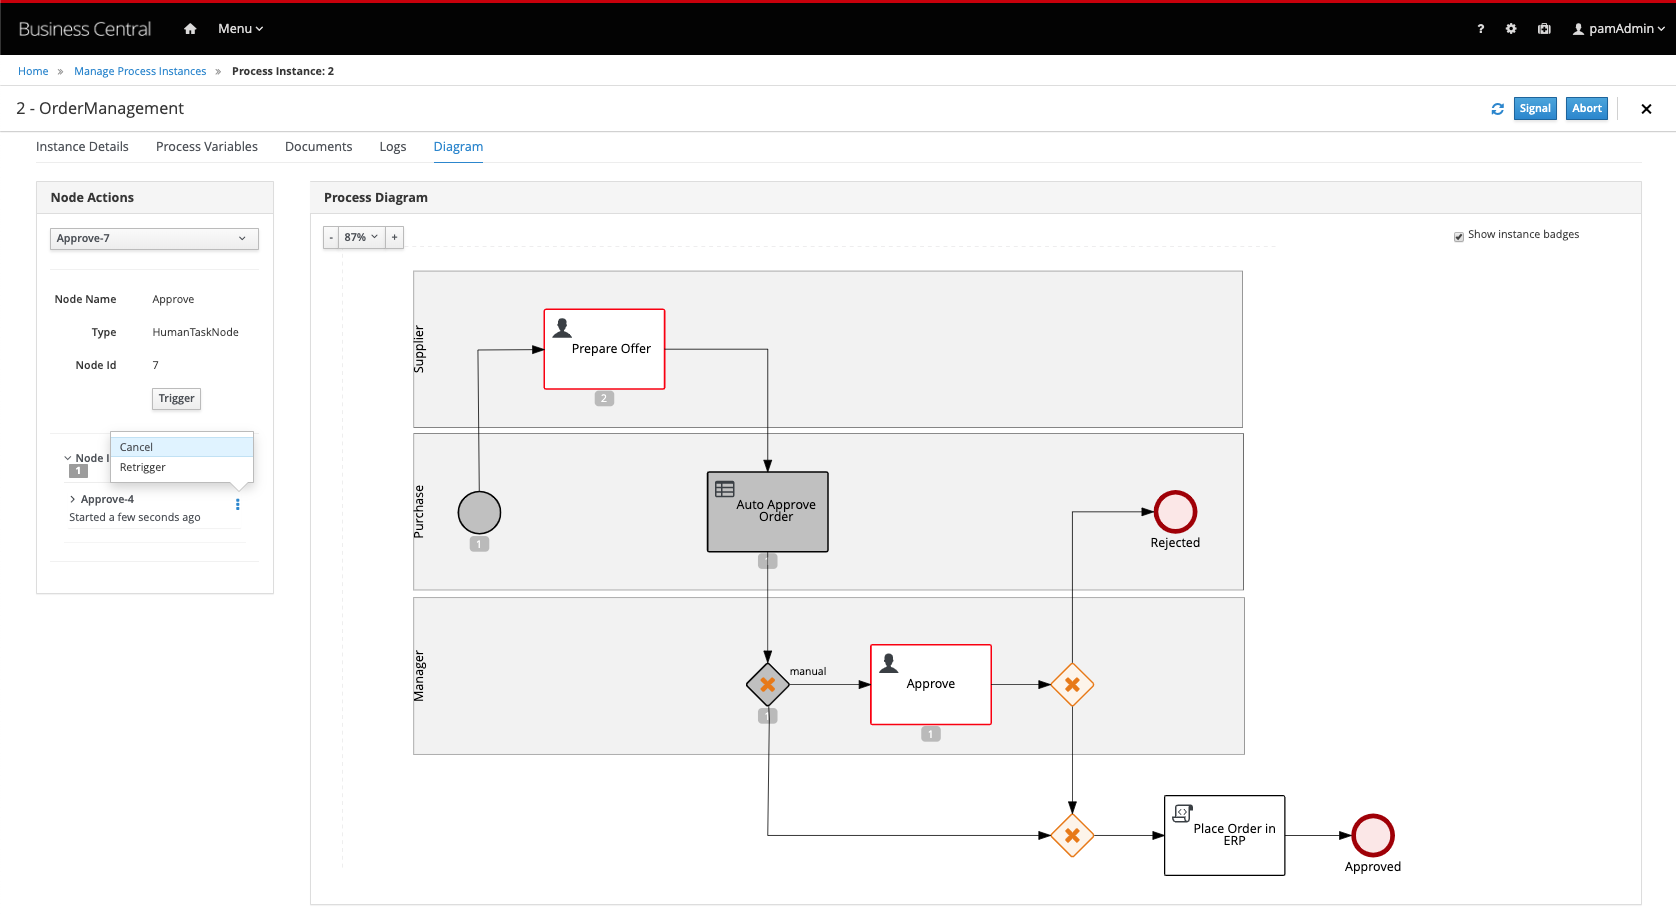 Business Central
Menu
?
pamAdmin
Home » Manage Process Instances » Process Instance: 2
2 - OrderManagement
Signal
Abort
Instance Details
Process Variables
Documents
Logs
Diagram
Node Actions
Approve-7
Node Name Approve
Type HumanTaskNode
Node Id 7
Trigger
Cancel
Retrigger
Node I
1
Approve-4
Started a few seconds ago
Process Diagram
- 87% +
Show instance badges
Supplier
Prepare Offer
2
Purchase
1
Auto Approve
Order
1
Rejected
Manager
manual
1
Approve
1
Place Order in
ERP
Approved